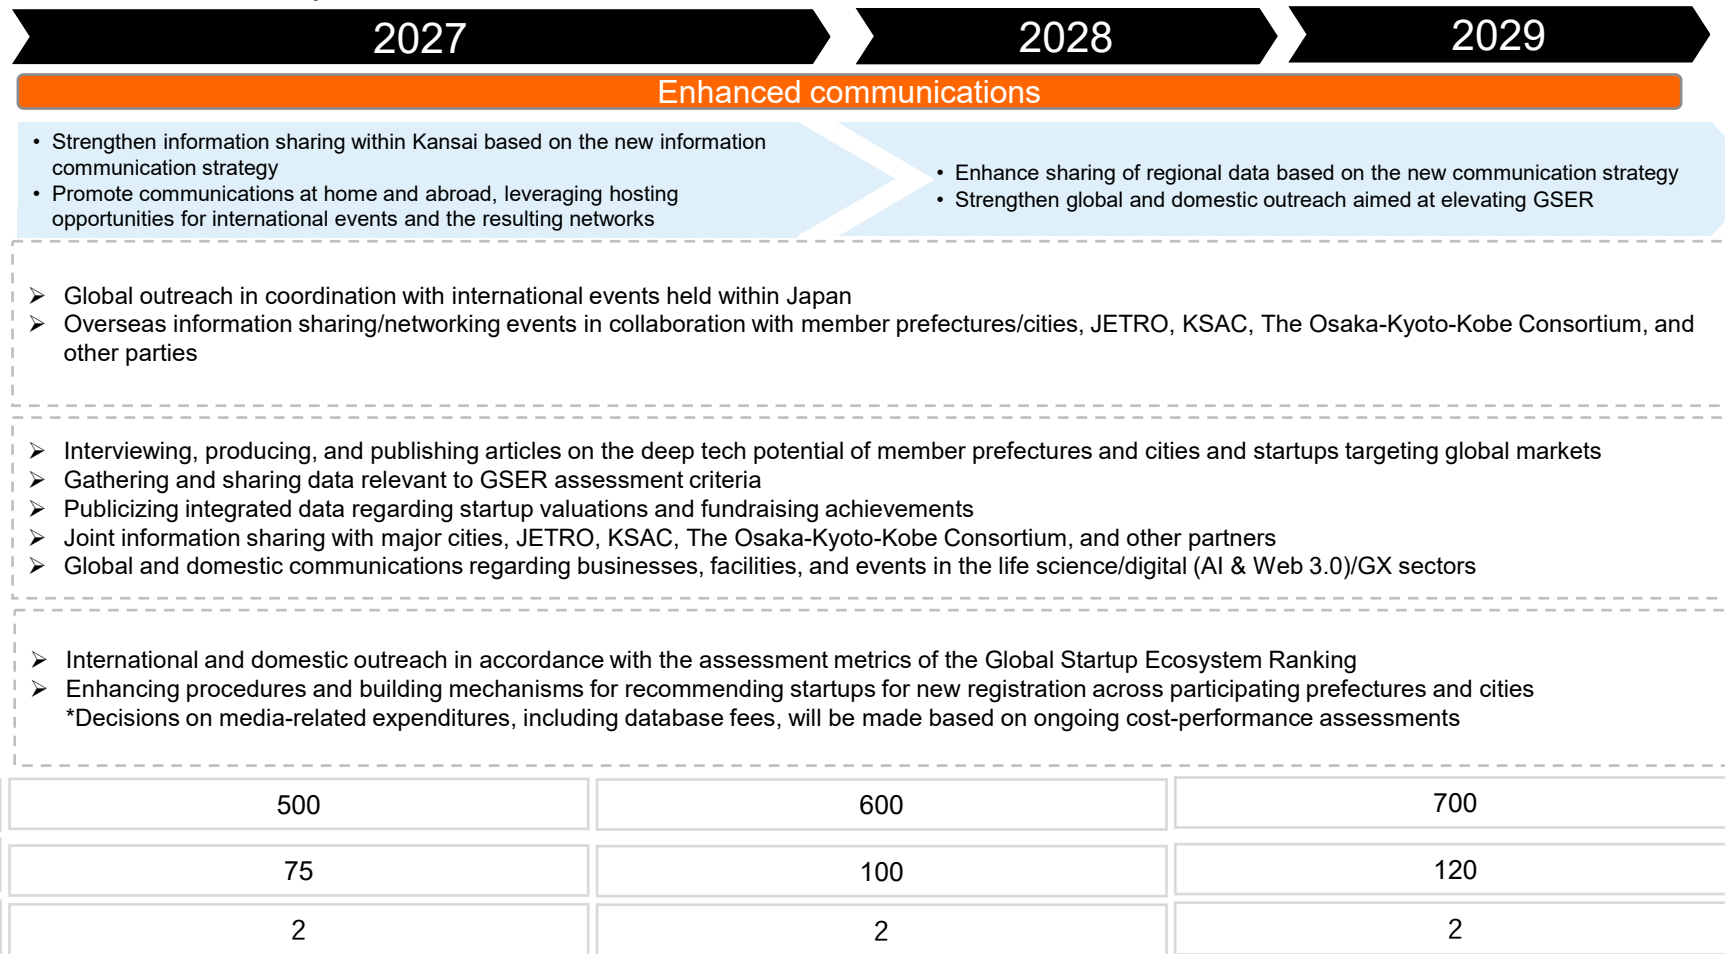 2027
2028
2029
Enhanced communications
• Strengthen information sharing within Kansai based on the new information
communication strategy
• Promote communications at home and abroad, leveraging hosting
opportunities for international events and the resulting networks
• Enhance sharing of regional data based on the new communication strategy
• Strengthen global and domestic outreach aimed at elevating GSER
➢ Global outreach in coordination with international events held within Japan
➢ Overseas information sharing/networking events in collaboration with member prefectures/cities, JETRO, KSAC, The Osaka-Kyoto-Kobe Consortium, and
other parties
➢ Interviewing, producing, and publishing articles on the deep tech potential of member prefectures and cities and startups targeting global markets
➢ Gathering and sharing data relevant to GSER assessment criteria
➢ Publicizing integrated data regarding startup valuations and fundraising achievements
➢ Joint information sharing with major cities, JETRO, KSAC, The Osaka-Kyoto-Kobe Consortium, and other partners
➢ Global and domestic communications regarding businesses, facilities, and events in the life science/digital (AI & Web 3.0)/GX sectors
➢ International and domestic outreach in accordance with the assessment metrics of the Global Startup Ecosystem Ranking
➢ Enhancing procedures and building mechanisms for recommending startups for new registration across participating prefectures and cities
*Decisions on media-related expenditures, including database fees, will be made based on ongoing cost-performance assessments
500
600
700
75
100
120
2
2
2